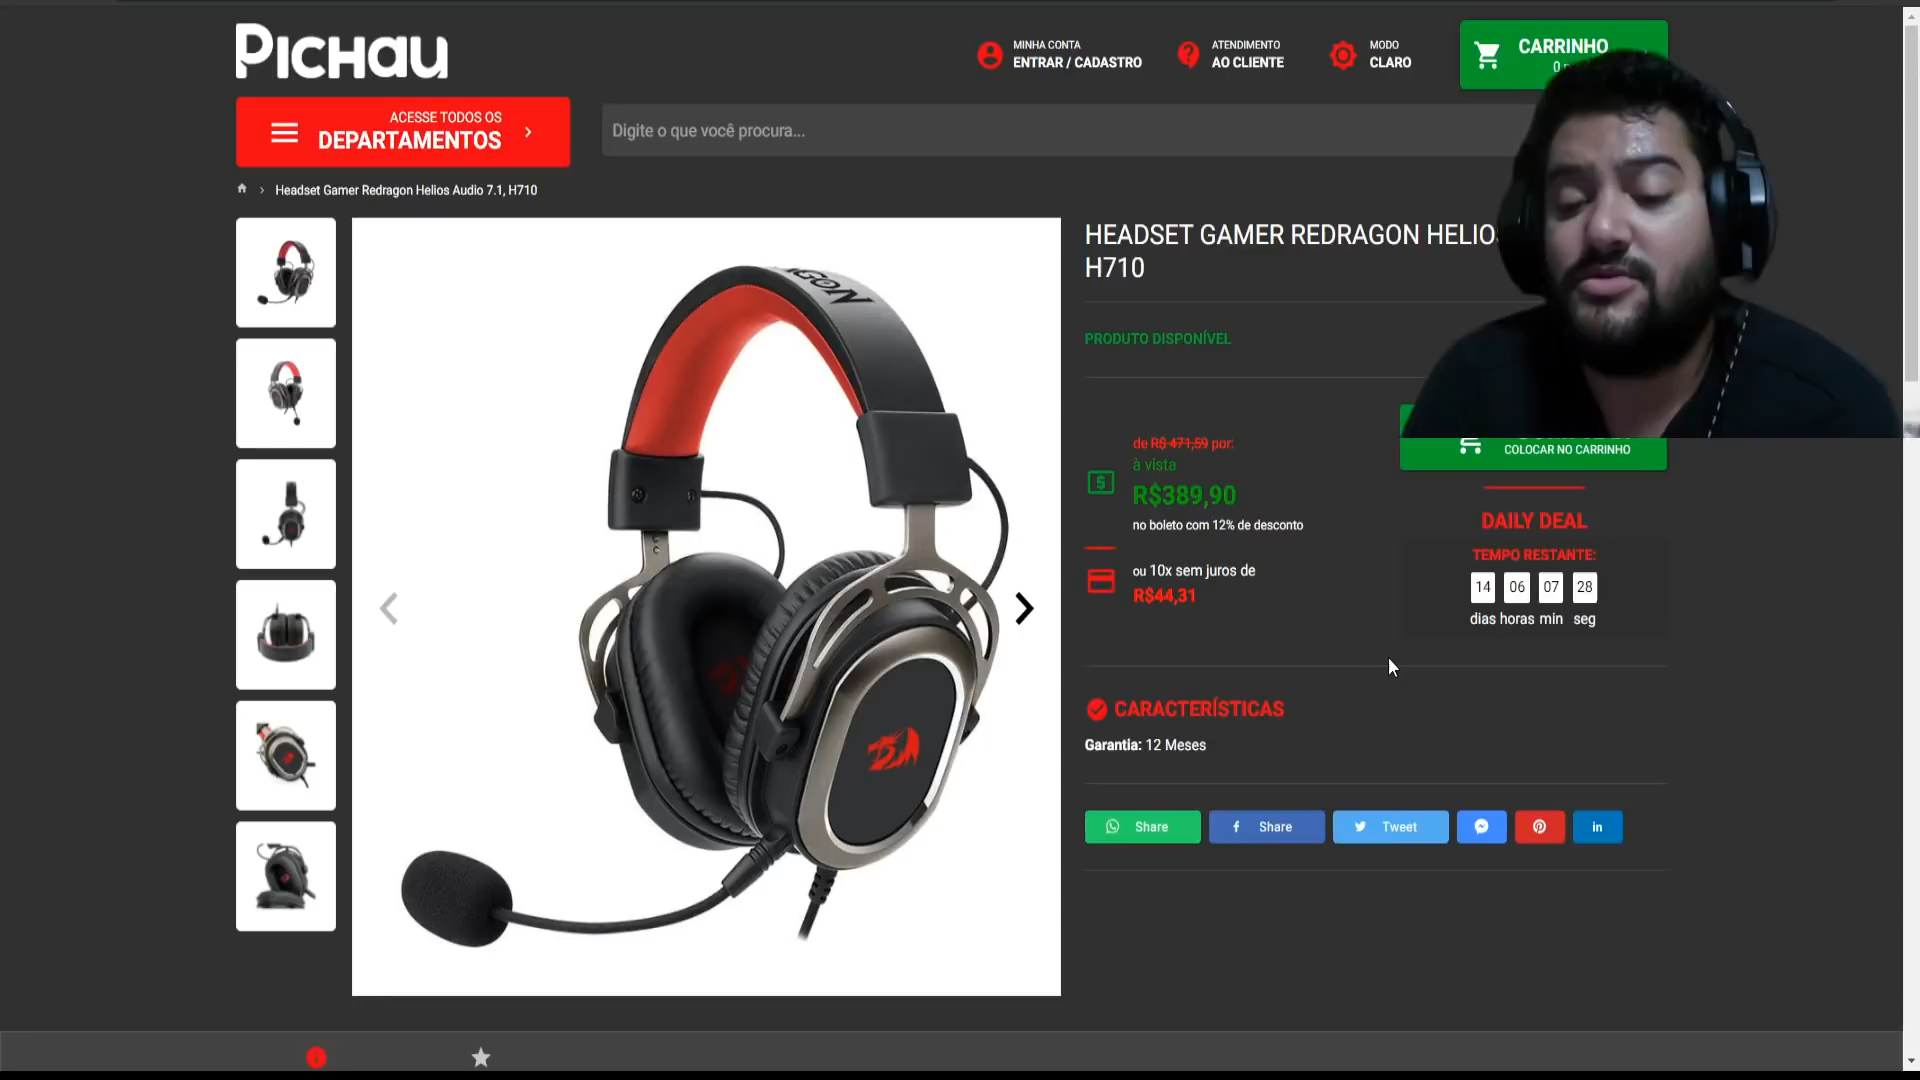 PICHAU
MINHA CONTA
ENTRAR / CADASTRO
ATENDIMENTO
AO CLIENTE
MODO
CLARO
CARRINHO
0
ACESSE TODOS OS
DEPARTAMENTOS
Digite o que você procura...
Headset Gamer Redragon Helios Audio 7.1, H710
HEADSET GAMER REDRAGON HELIO
H710
PRODUTO DISPONÍVEL
de R$ 471,59 por:
à vista
R$389,90
no boleto com 12% de desconto
ou 10x sem juros de
R$44,31
COLOCAR NO CARRINHO
DAILY DEAL
TEMPO RESTANTE:
14 06 07 28
dias horas min seg
CARACTERÍSTICAS
Garantia: 12 Meses
Share
Share
Tweet
in